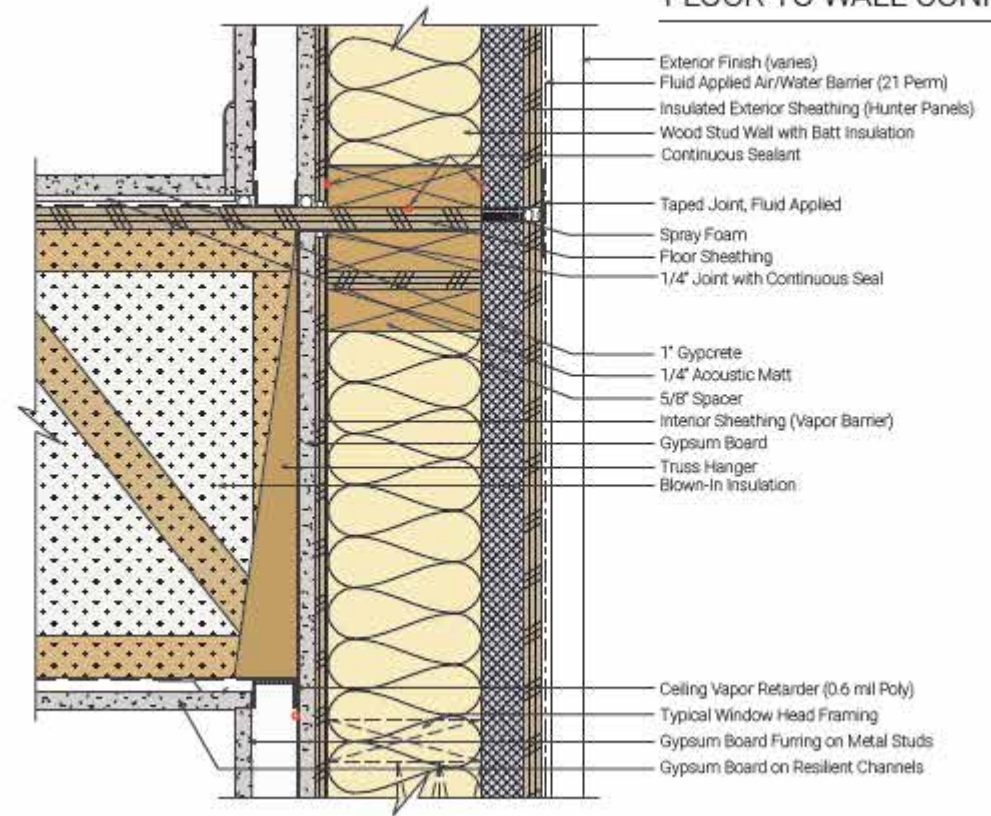 Exterior Finish (varies)
Fluid Applied Air/Water Barrier (21 Perm)
Insulated Exterior Sheathing (Hunter Panels)
Wood Stud Wall with Batt Insulation
Continuous Sealant
Taped Joint, Fluid Applied
Spray Foam
Floor Sheathing
1/4" Joint with Continuous Seal
1" Gypcrete
1/4" Acoustic Matt
5/8" Spacer
Interior Sheathing (Vapor Barrier)
Gypsum Board
Truss Hanger
Blown-In Insulation
Ceiling Vapor Retarder (0.6 mil Poly)
Typical Window Head Framing
Gypsum Board Furring on Metal Studs
Gypsum Board on Resilient Channels